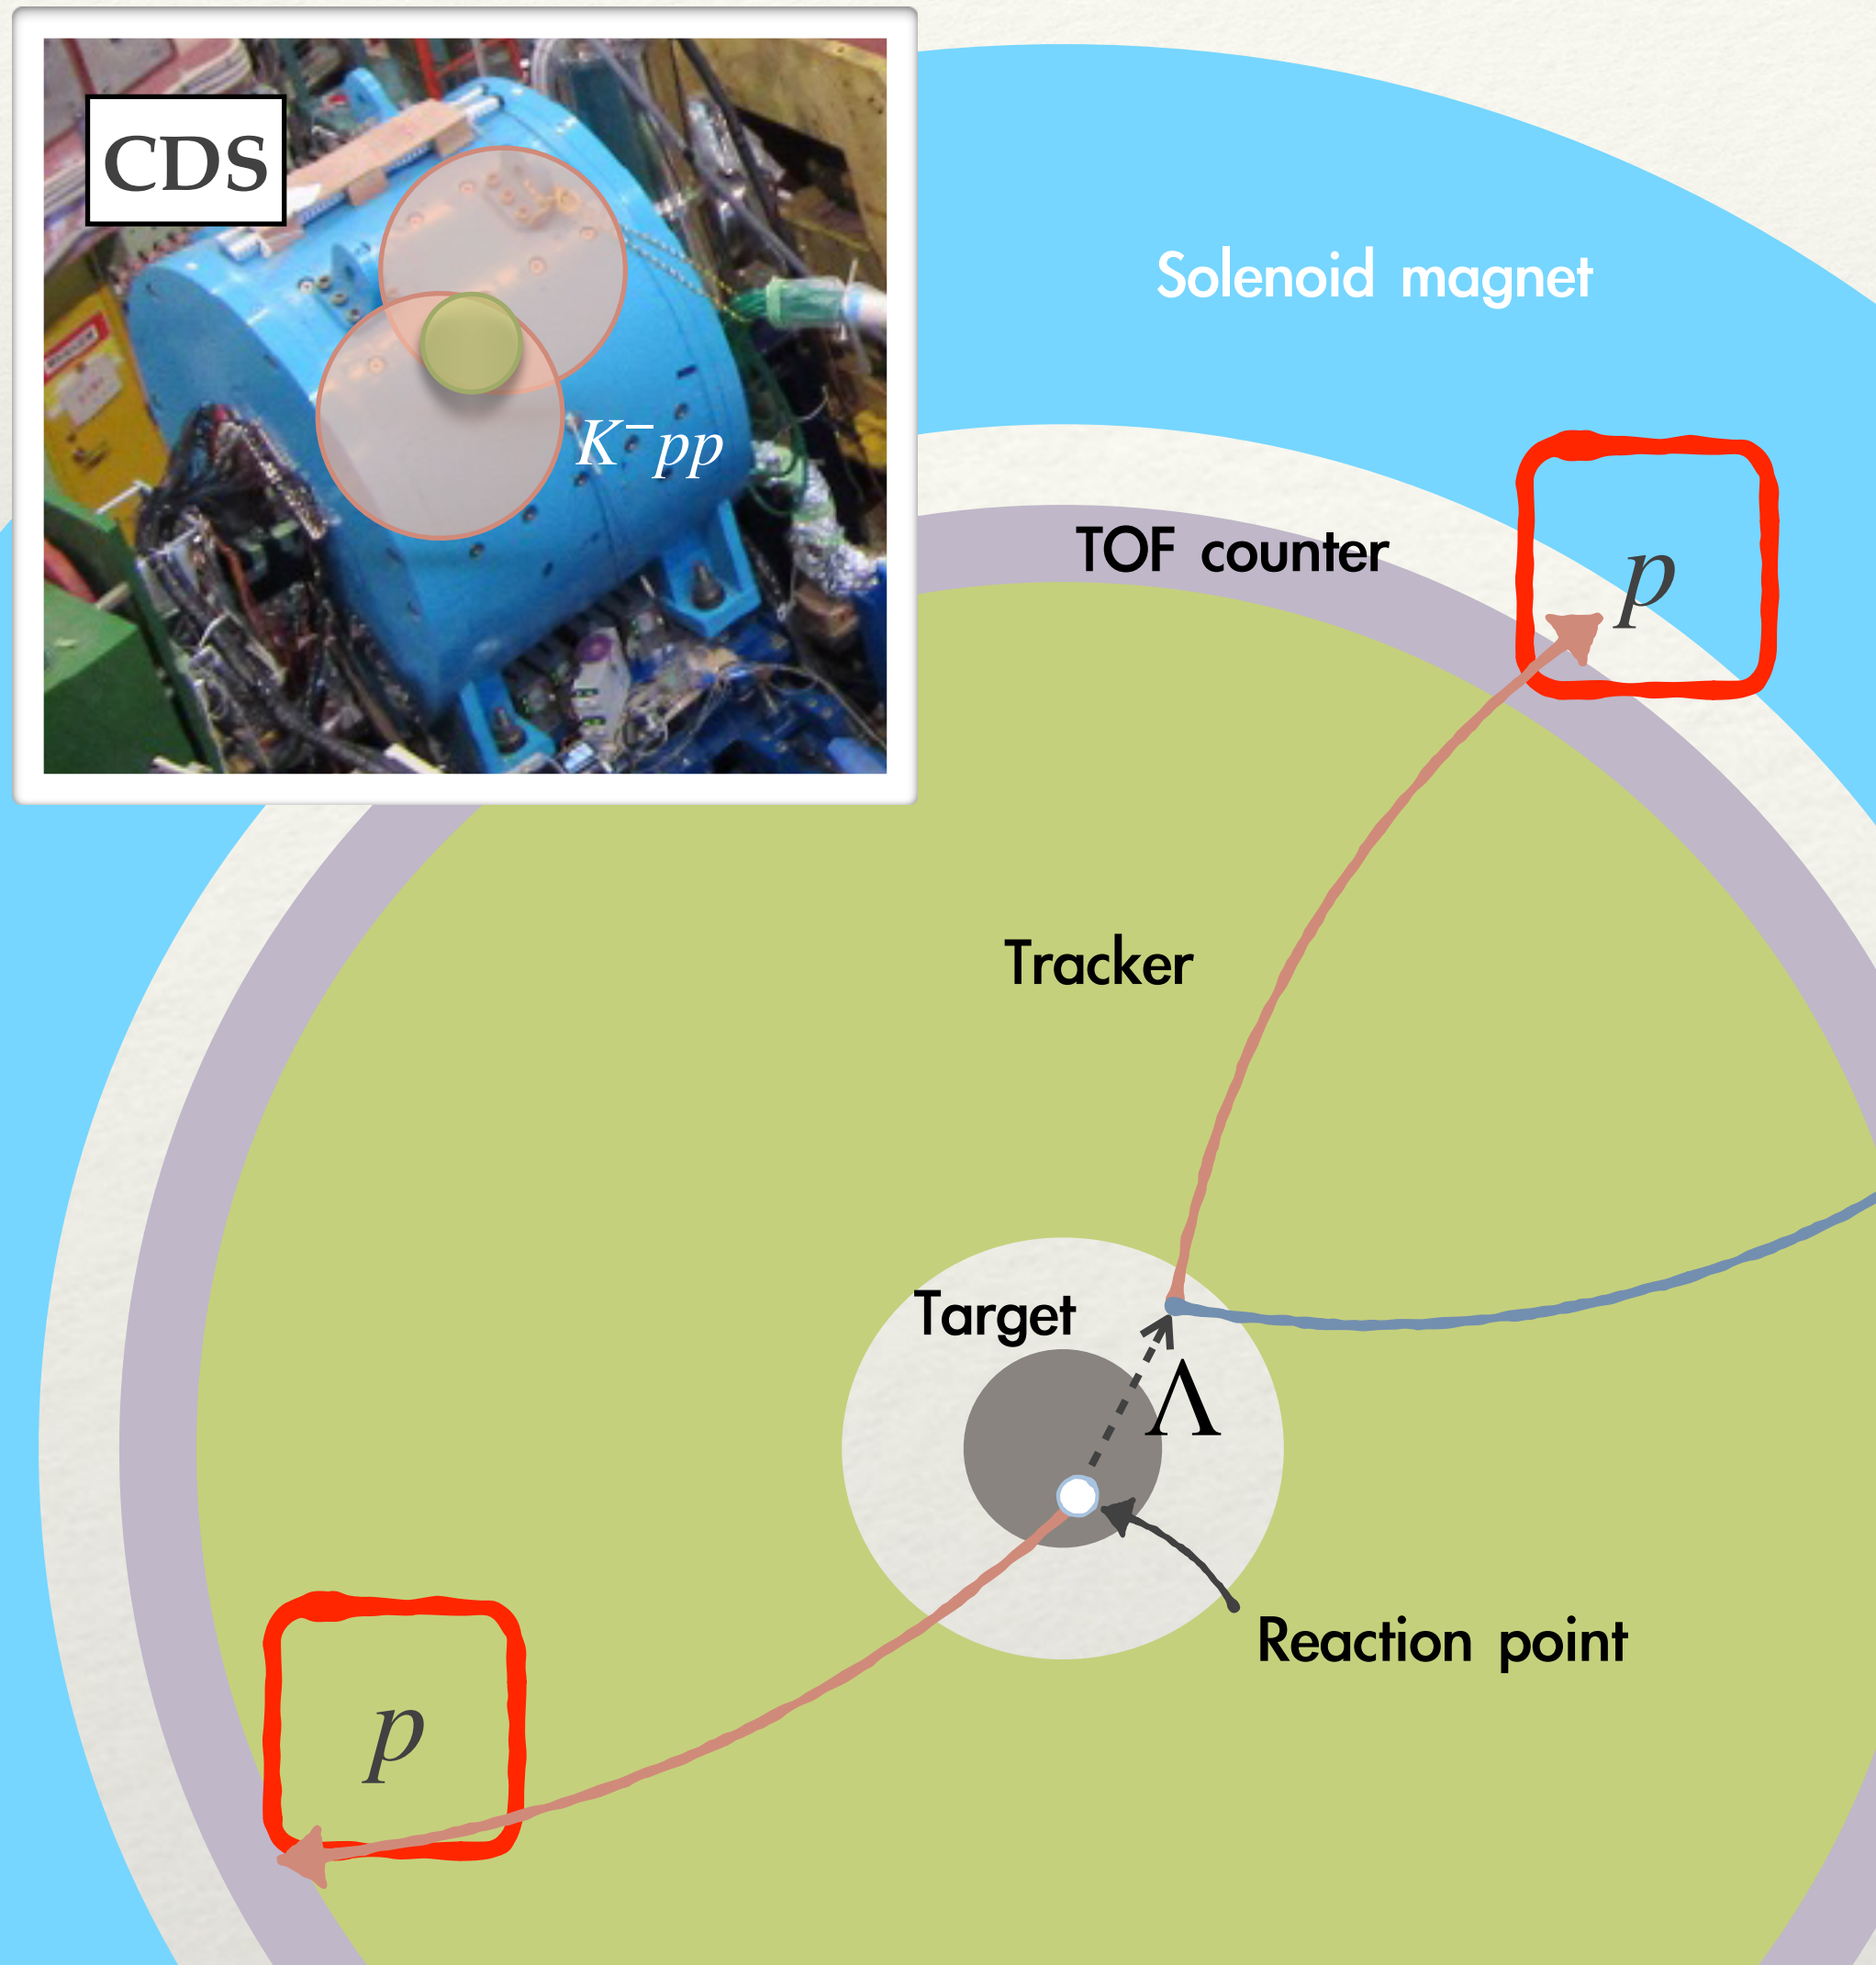 CDS
K⁻pp
Solenoid magnet
TOF counter
p
Tracker
Target
Λ
Reaction point
p